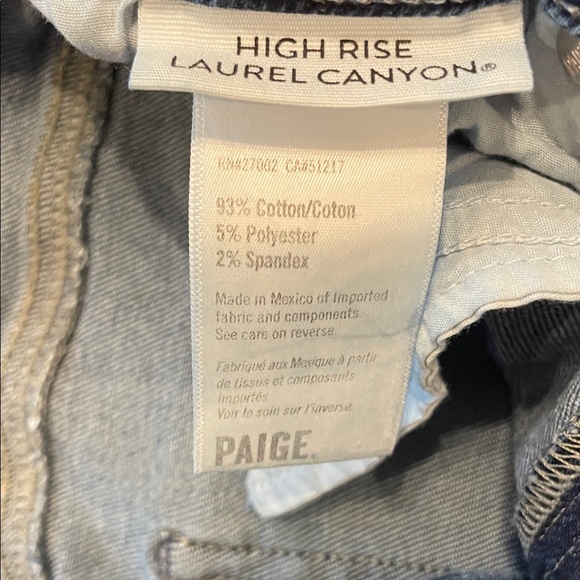 HIGH RISE
LAUREL CANYON®
RN#27002 CA#51217
93% Cotton/Coton
5% Polyester
2% Spandex
Made in Mexico of imported
fabric and components.
See care on reverse.
Fabriqué aux Mexique à partir
de tissus et composants
importés
Voir le soin sur l'inverse.
PAIGE.